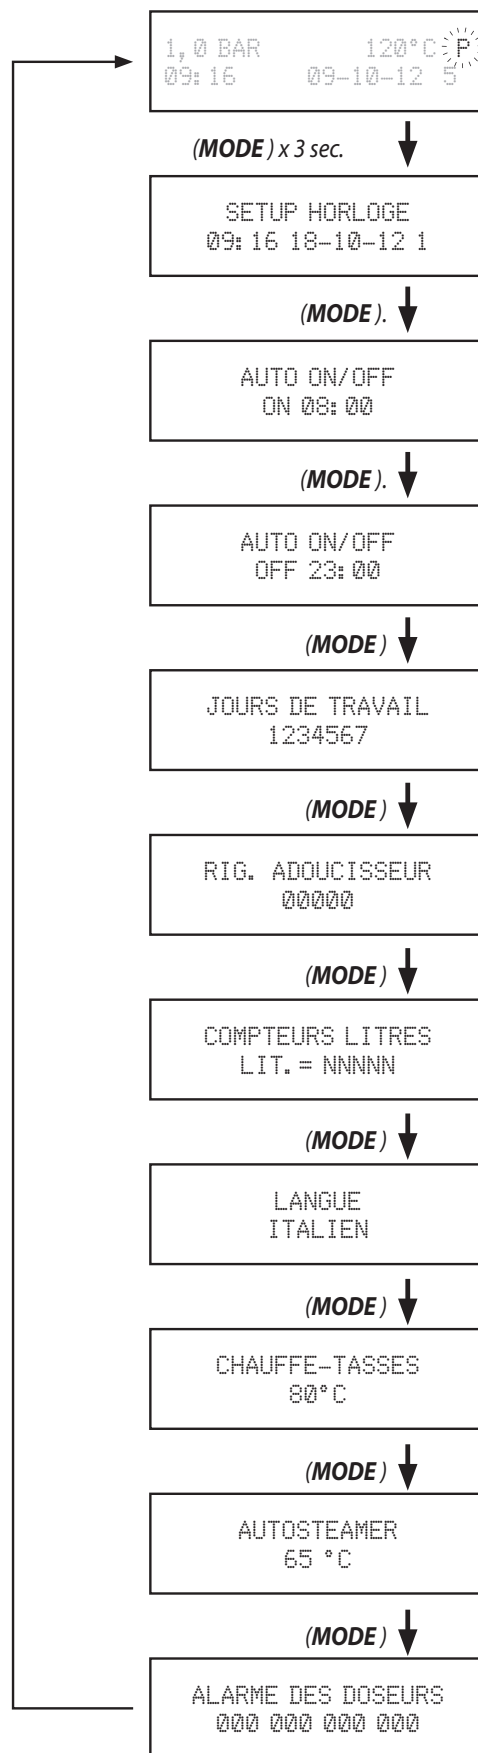 1,0 BAR 120°C P
09:16 09-10-12 5
(MODE) x 3 sec.
SETUP HORLOGE
09:16 18-10-12 1
(MODE).
AUTO ON/OFF
ON 08:00
(MODE).
AUTO ON/OFF
OFF 23:00
(MODE)
JOURS DE TRAVAIL
1234567
(MODE)
RIG. ADOUCISSEUR
00000
(MODE)
COMPTEURS LITRES
LIT. = NNNNN
(MODE)
LANGUE
ITALIEN
(MODE)
CHAUFFE-TASSES
80°C
(MODE)
AUTOSTEAMER
65 °C
(MODE)
ALARME DES DOSEURS
000 000 000 000